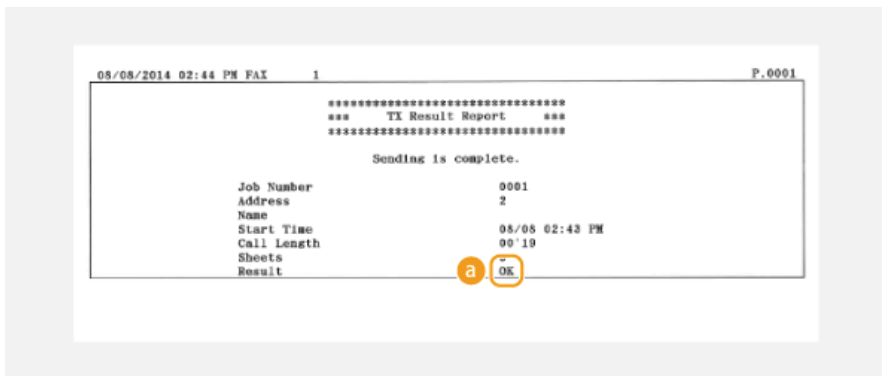 08/08/2014 02:44 PM FAX 1 P.0001
********************************
*** TX Result Report ***
********************************
Sending is complete.
Job Number 0001
Address 2
Name
Start Time 08/08 02:43 PM
Call Length 00'19
Sheets
Result a OK